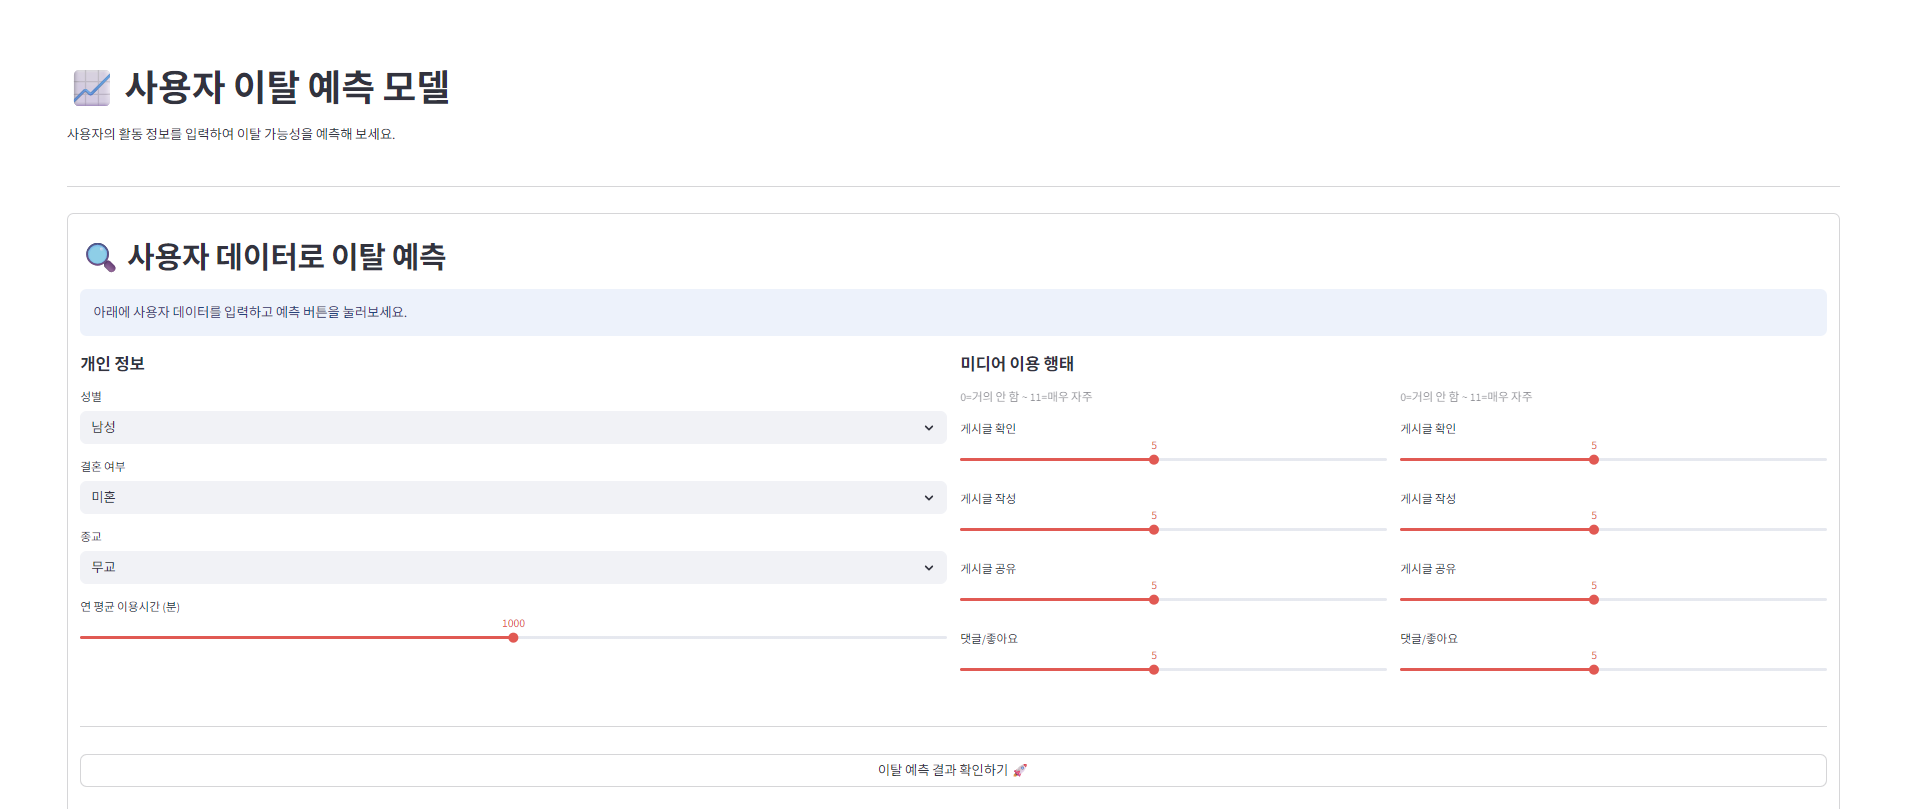 사용자 이탈 예측 모델
사용자의 활동 정보를 입력하여 이탈 가능성을 예측해 보세요.
사용자 데이터로 이탈 예측
아래에 사용자 데이터를 입력하고 예측 버튼을 눌러보세요.
개인 정보
성별
남성
결혼 여부
미혼
종교
무교
연 평균 이용시간 (분)
1000
미디어 이용 행태
0=거의 안 함 ~ 11=매우 자주
게시글 확인
5
게시글 작성
5
게시글 공유
5
댓글/좋아요
5
0=거의 안 함 ~ 11=매우 자주
게시글 확인
5
게시글 작성
5
게시글 공유
5
댓글/좋아요
5
이탈 예측 결과 확인하기 🚀